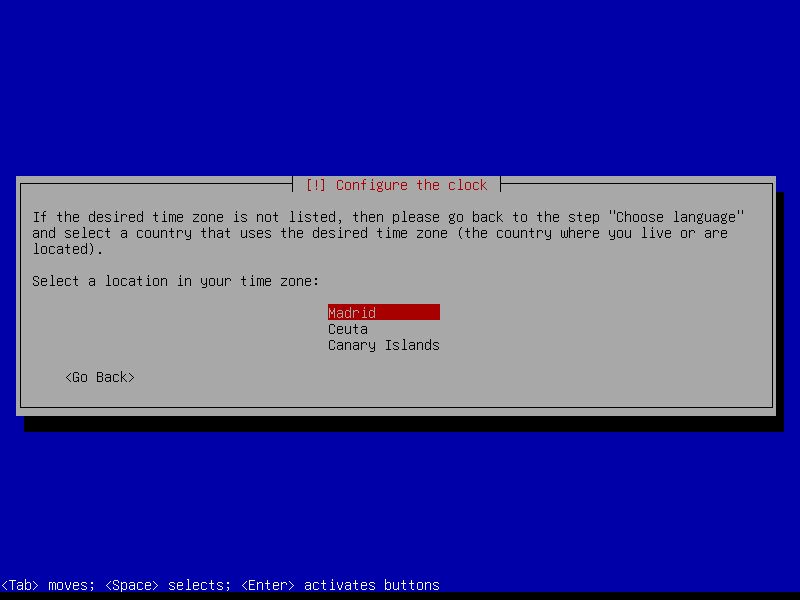 [!] Configure the clock
If the desired time zone is not listed, then please go back to the step "Choose language"
and select a country that uses the desired time zone (the country where you live or are
located).
Select a location in your time zone:
Madrid
Ceuta
Canary Islands
<Go Back>
<Tab> moves; <Space> selects; <Enter> activates buttons